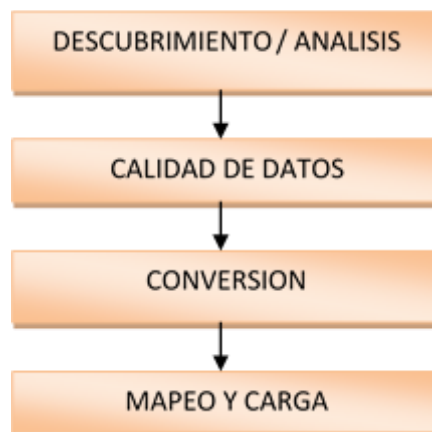 DESCUBRIMIENTO / ANALISIS
CALIDAD DE DATOS
CONVERSION
MAPEO Y CARGA